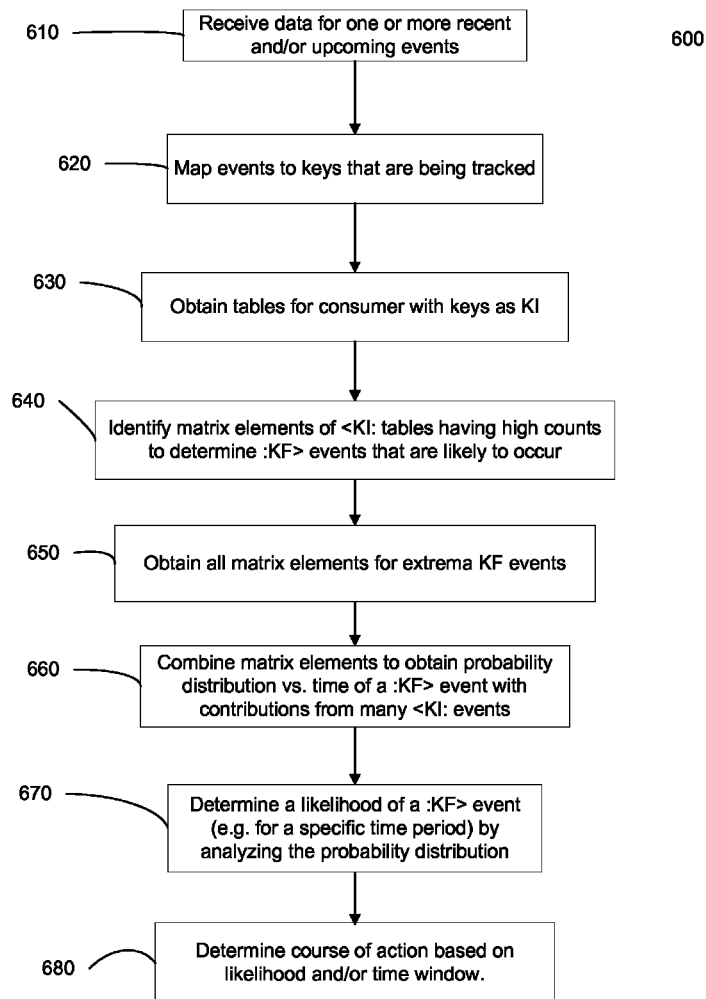 610
Receive data for one or more recent
and/or upcoming events
600
620
Map events to keys that are being tracked
630
Obtain tables for consumer with keys as KI
640
Identify matrix elements of <KI: tables having high counts
to determine :KF> events that are likely to occur
650
Obtain all matrix elements for extrema KF events
660
Combine matrix elements to obtain probability
distribution vs. time of a :KF> event with
contributions from many <KI: events
670
Determine a likelihood of a :KF> event
(e.g. for a specific time period) by
analyzing the probability distribution
680
Determine course of action based on
likelihood and/or time window.